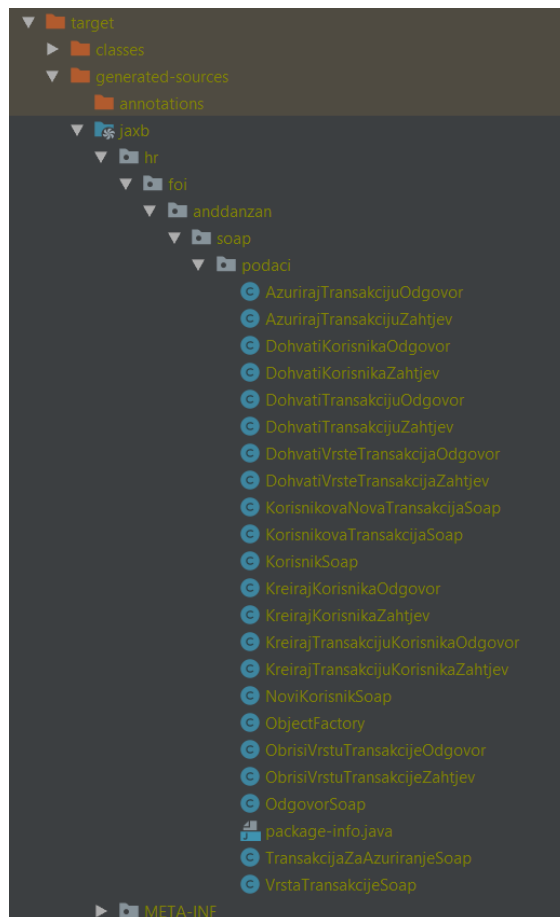 target
classes
generated-sources
annotations
jaxb
hr
foi
anddanzan
soap
podaci
AzurirajTransakcijuOdgovor
AzurirajTransakcijuZahtjev
DohvatiKorisnikaOdgovor
DohvatiKorisnikaZahtjev
DohvatiTransakcijuOdgovor
DohvatiTransakcijuZahtjev
DohvatiVrsteTransakcijaOdgovor
DohvatiVrsteTransakcijaZahtjev
KorisnikovaNovaTransakcijaSoap
KorisnikovaTransakcijaSoap
KorisnikSoap
KreirajKorisnikaOdgovor
KreirajKorisnikaZahtjev
KreirajTransakcijuKorisnikaOdgovor
KreirajTransakcijuKorisnikaZahtjev
NoviKorisnikSoap
ObjectFactory
ObrisiVrstuTransakcijeOdgovor
ObrisiVrstuTransakcijeZahtjev
OdgovorSoap
package-info.java
TransakcijaZaAzuriranjeSoap
VrstaTransakcijeSoap
META-INF